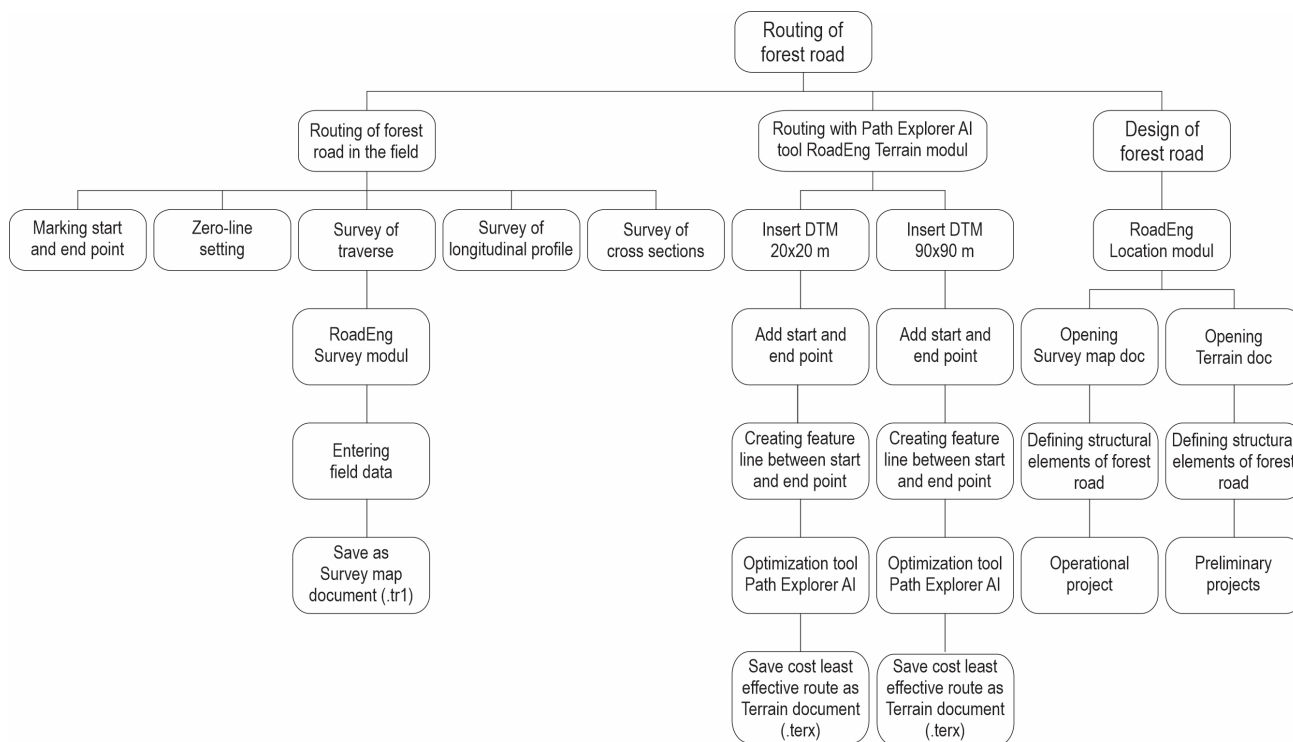 Routing of
forest road
Routing of forest
road in the field
Routing with Path Explorer AI
tool RoadEng Terrain modul
Design of
forest road
Marking start
and end point
Zero-line
setting
Survey of
traverse
Survey of
longitudinal profile
Survey of
cross sections
Insert DTM
20x20 m
Insert DTM
90x90 m
RoadEng
Location modul
RoadEng
Survey modul
Add start and
end point
Add start and
end point
Opening
Survey map doc
Opening
Terrain doc
Entering
field data
Creating feature
line between start
and end point
Creating feature
line between start
and end point
Defining structural
elements of forest
road
Defining structural
elements of forest
road
Save as
Survey map
document (.tr1)
Optimization tool
Path Explorer AI
Optimization tool
Path Explorer AI
Operational
project
Preliminary
projects
Save cost least
effective route as
Terrain document
(.terx)
Save cost least
effective route as
Terrain document
(.terx)